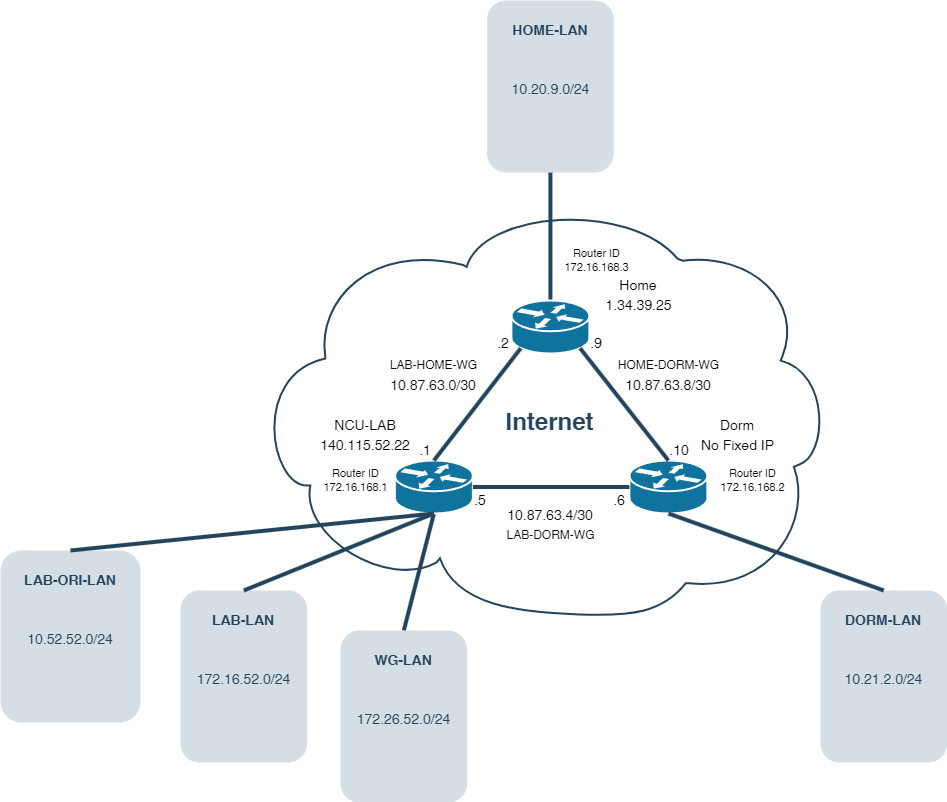 HOME-LAN
10.20.9.0/24
Router ID
172.16.168.3
Home
1.34.39.25
.2
.9
LAB-HOME-WG
10.87.63.0/30
HOME-DORM-WG
10.87.63.8/30
Internet
NCU-LAB
140.115.52.22
.1
Router ID
172.16.168.1
Dorm
No Fixed IP
.10
Router ID
172.16.168.2
.5
.6
10.87.63.4/30
LAB-DORM-WG
LAB-ORI-LAN
10.52.52.0/24
LAB-LAN
172.16.52.0/24
WG-LAN
172.26.52.0/24
DORM-LAN
10.21.2.0/24